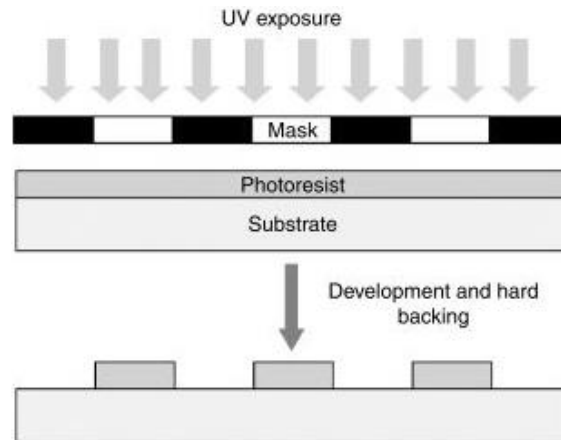 UV exposure
Mask
Photoresist
Substrate
Development and hard
backing